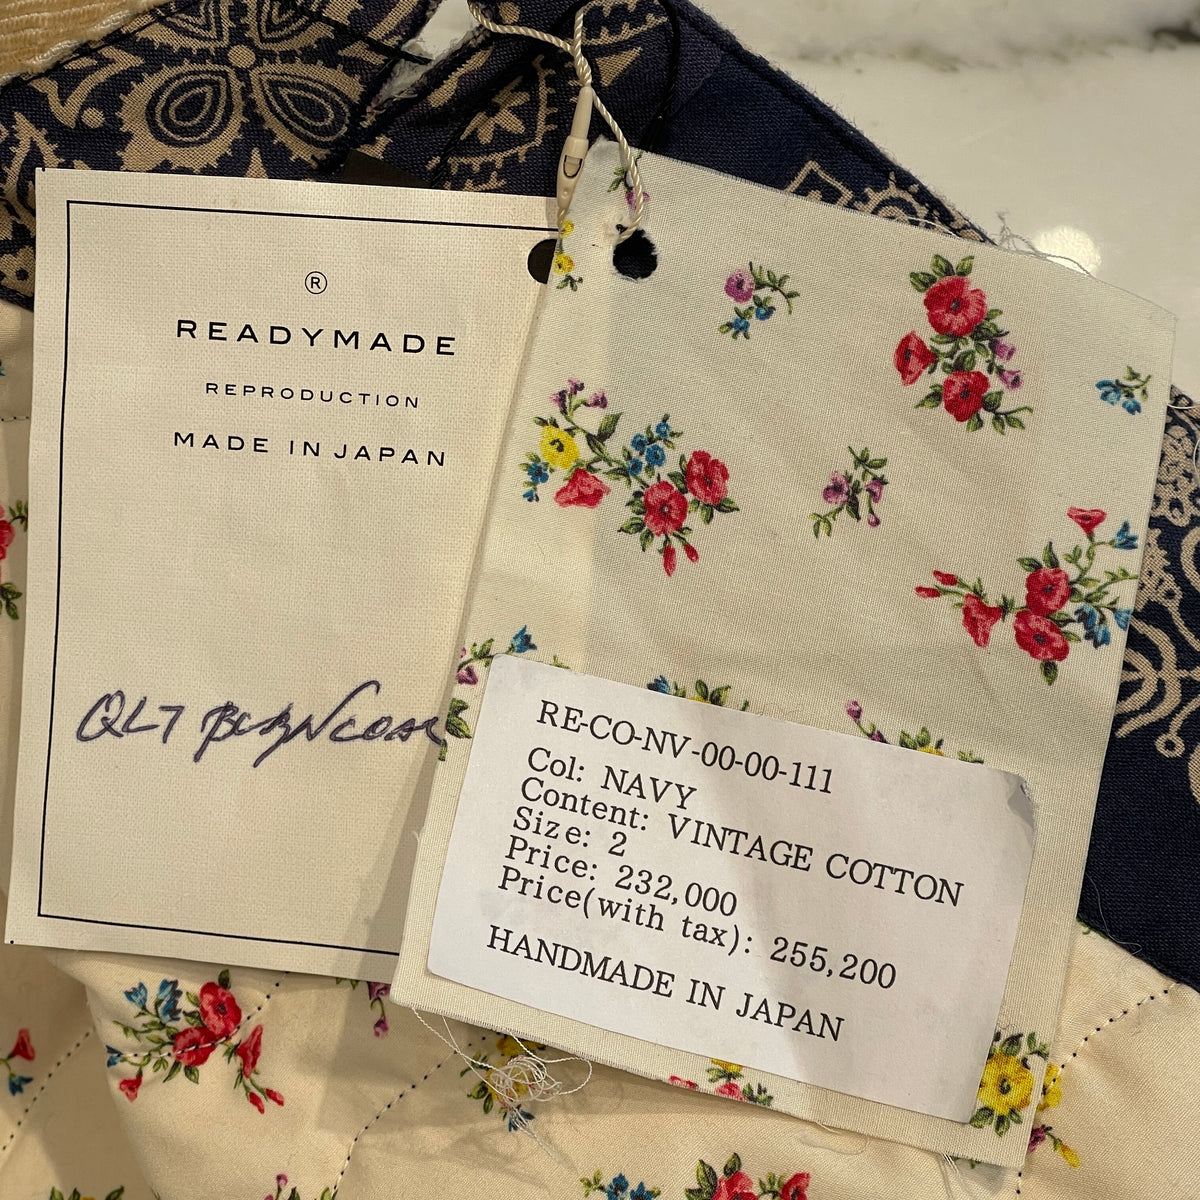 ®
READYMADE
REPRODUCTION
MADE IN JAPAN
QLT
RE-CO-NV-00-00-111
Col: NAVY
Content: VINTAGE COTTON
Size: 2
Price: 232,000
Price(with tax): 255,200
HANDMADE IN JAPAN